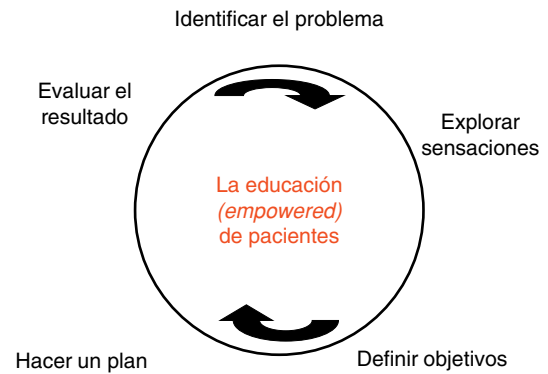 Identificar el problema
Evaluar el
resultado
Explorar
sensaciones
La educación
(empowered)
de pacientes
Hacer un plan
Definir objetivos